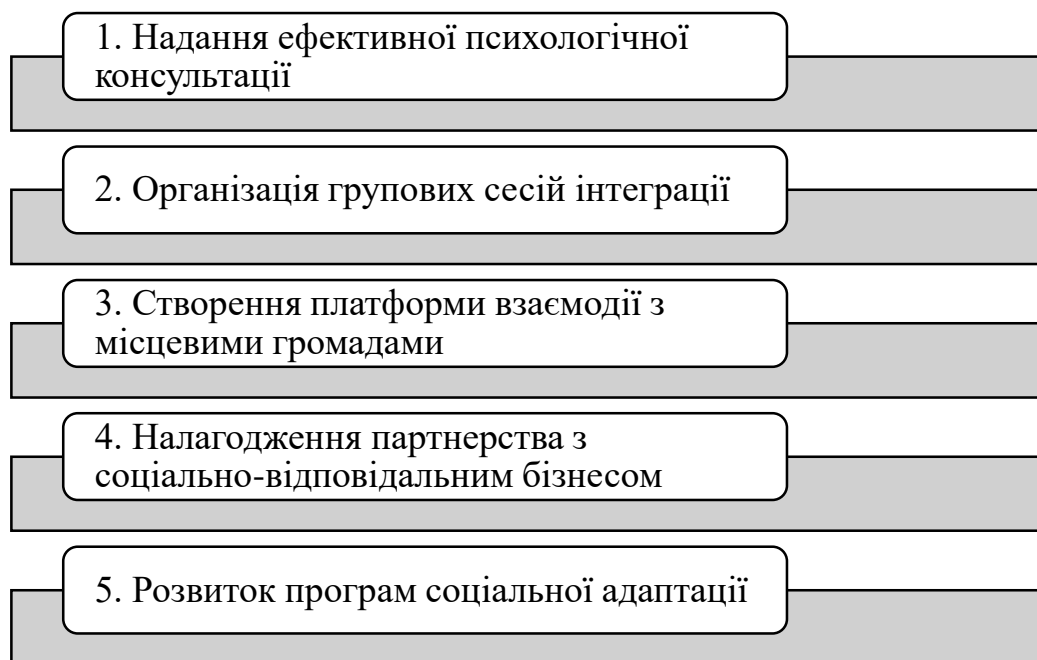 1. Надання ефективної психологічної
консультації
2. Організація групових сесій інтеграції
3. Створення платформи взаємодії з
місцевими громадами
4. Налагодження партнерства з
соціально-відповідальним бізнесом
5. Розвиток програм соціальної адаптації